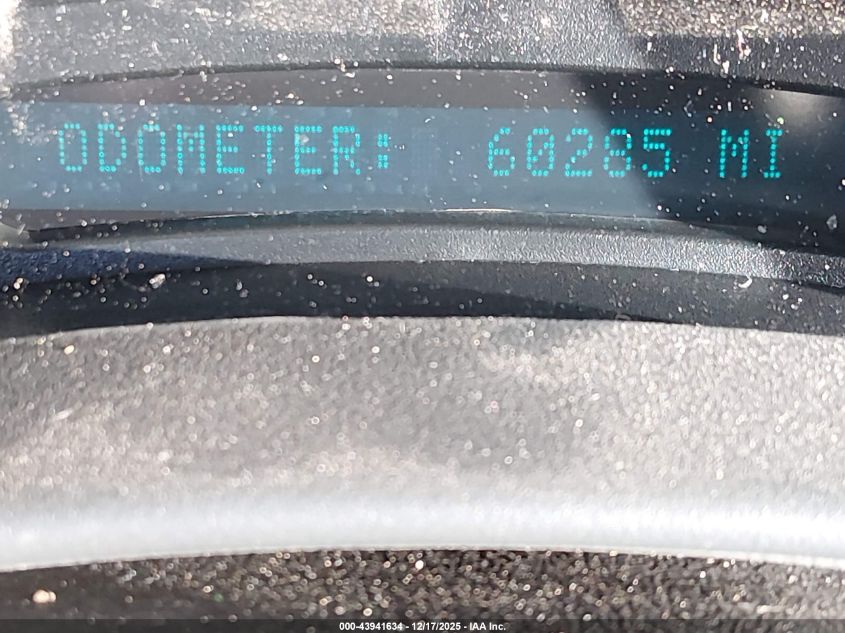 ODOMETER: 60285 MI
000-43941634 - 12/17/2025 - IAA Inc.